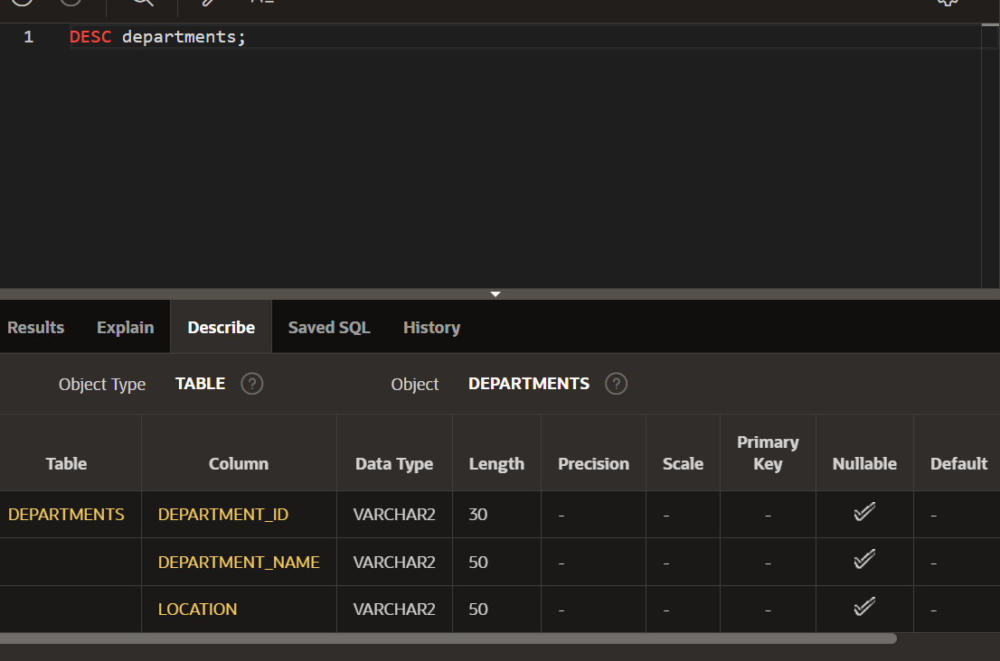 1 DESC departments;
Results Explain Describe Saved SQL History
Object Type TABLE ? Object DEPARTMENTS ?
Table Column Data Type Length Precision Scale Primary Key Nullable Default
DEPARTMENTS DEPARTMENT_ID VARCHAR2 30 - - - -
DEPARTMENT_NAME VARCHAR2 50 - - - -
LOCATION VARCHAR2 50 - - - -